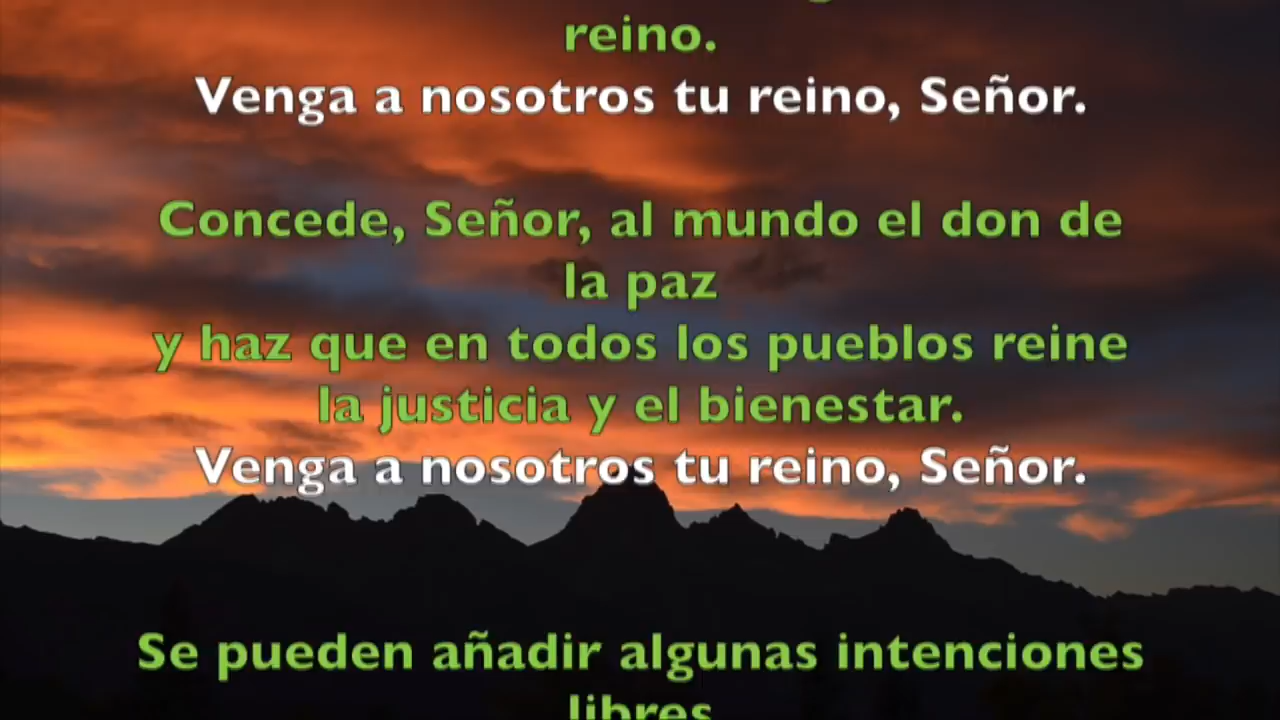 reino.
Venga a nosotros tu reino, Señor.
Concede, Señor, al mundo el don de
la paz
y haz que en todos los pueblos reine
la justicia y el bienestar.
Venga a nosotros tu reino, Señor.
Se pueden añadir algunas intenciones
libres